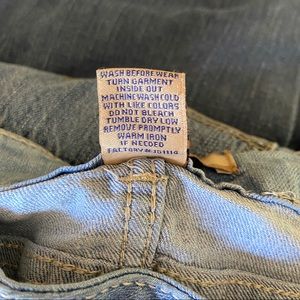 WASH BEFORE WEAR
TURN GARMENT
INSIDE OUT
MACHINE WASH COLD
WITH LIKE COLORS
DO NOT BLEACH
TUMBLE DRY LOW
REMOVE PROMPTLY
WARM IRON
IF NEEDED
FACTORY